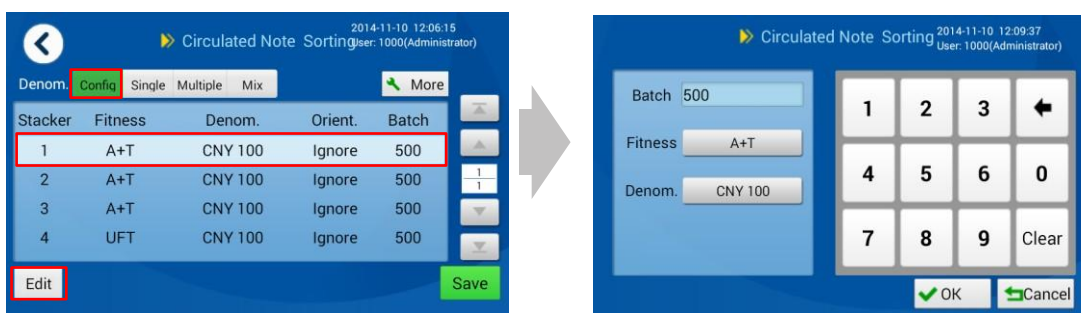 2014-11-10 12:06:15
Circulated Note Sorting User: 1000(Administrator)
Denom. Config Single Multiple Mix More
Stacker Fitness Denom. Orient. Batch
1 A+T CNY 100 Ignore 500
2 A+T CNY 100 Ignore 500
1
1
3 A+T CNY 100 Ignore 500
4 UFT CNY 100 Ignore 500
Edit Save
2014-11-10 12:09:37
Circulated Note Sorting User: 1000(Administrator)
Batch 500
Fitness A+T
Denom. CNY 100
1 2 3
4 5 6 0
7 8 9 Clear
OK Cancel